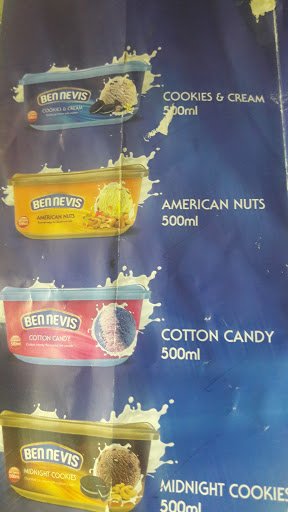 BEN NEVIS
COOKIES & CREAM
COOKIES & CREAM
500ml
BEN NEVIS
AMERICAN NUTS
AMERICAN NUTS
500ml
BEN NEVIS
COTTON CANDY
COTTON CANDY
500ml
BEN NEVIS
MIDNIGHT COOKIES
MIDNIGHT COOKIES
500ml